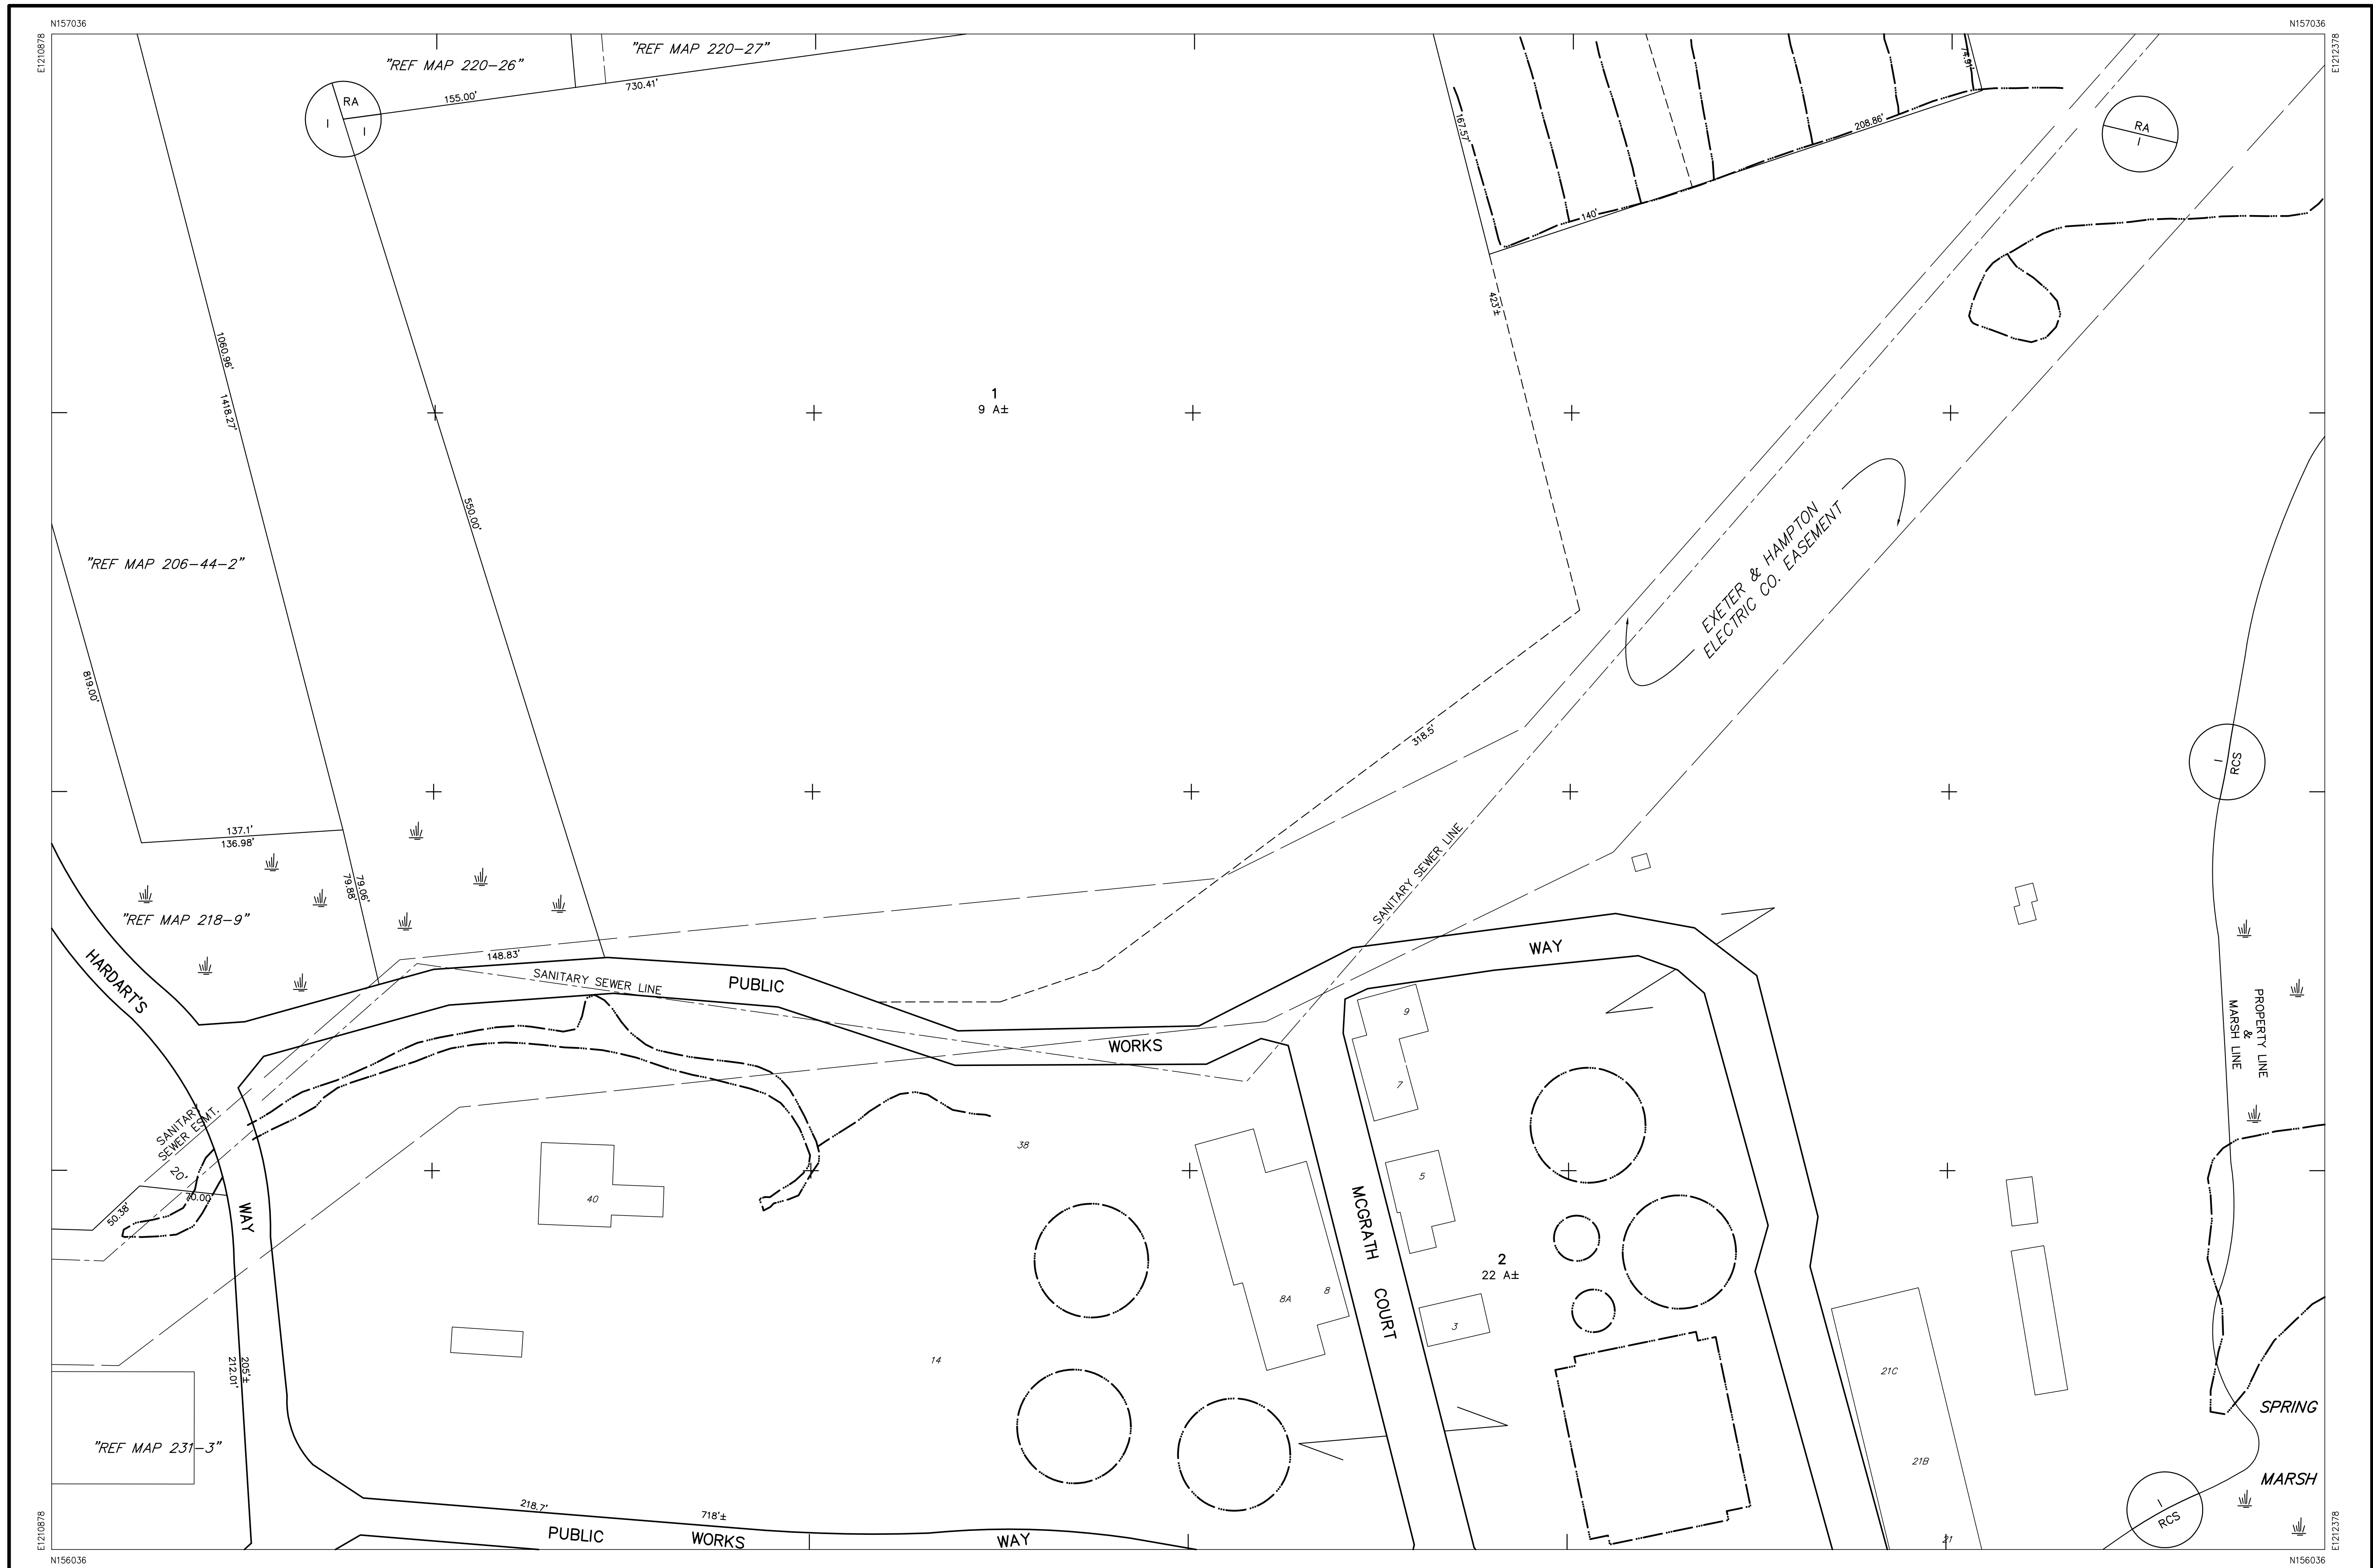 N157036
N157036
E1210878
E1212378
"REF MAP 220-26"
"REF MAP 220-27"
RA
I
I
155.00'
730.41'
167.57'
74.91'
208.86'
140'
RA
I
423'±
1060.96'
1418.27'
1
9 A±
550.00'
"REF MAP 206-44-2"
EXETER & HAMPTON
ELECTRIC CO. EASEMENT
819.00'
318.5'
I
RCS
137.1'
136.98'
79.06'
79.88'
SANITARY SEWER LINE
"REF MAP 218-9"
HARDART'S
WAY
148.83'
SANITARY SEWER LINE
PUBLIC
WORKS
WAY
PROPERTY LINE
&
MARSH LINE
9
7
5
3
SANITARY
SEWER ESMT.
20'
70.00'
50.38'
38
40
MCGRATH COURT
2
22 A±
8A
8
14
205'±
212.01'
21C
21B
21
SPRING
MARSH
"REF MAP 231-3"
218.7'
718'±
PUBLIC WORKS WAY
I
RCS
E1210878
E1212378
N156036
N156036